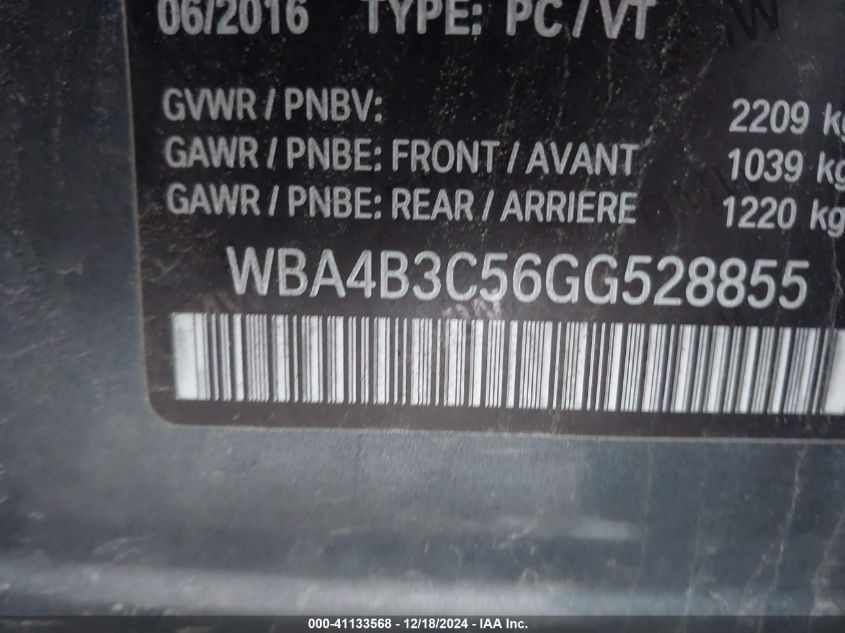 06/2016 TYPE: PC / VT
GVWR / PNBV: 2209 kg
GAWR / PNBE: FRONT / AVANT 1039 kg
GAWR / PNBE: REAR / ARRIERE 1220 kg
WBA4B3C56GG528855
000-41133568 - 12/18/2024 - IAA Inc.